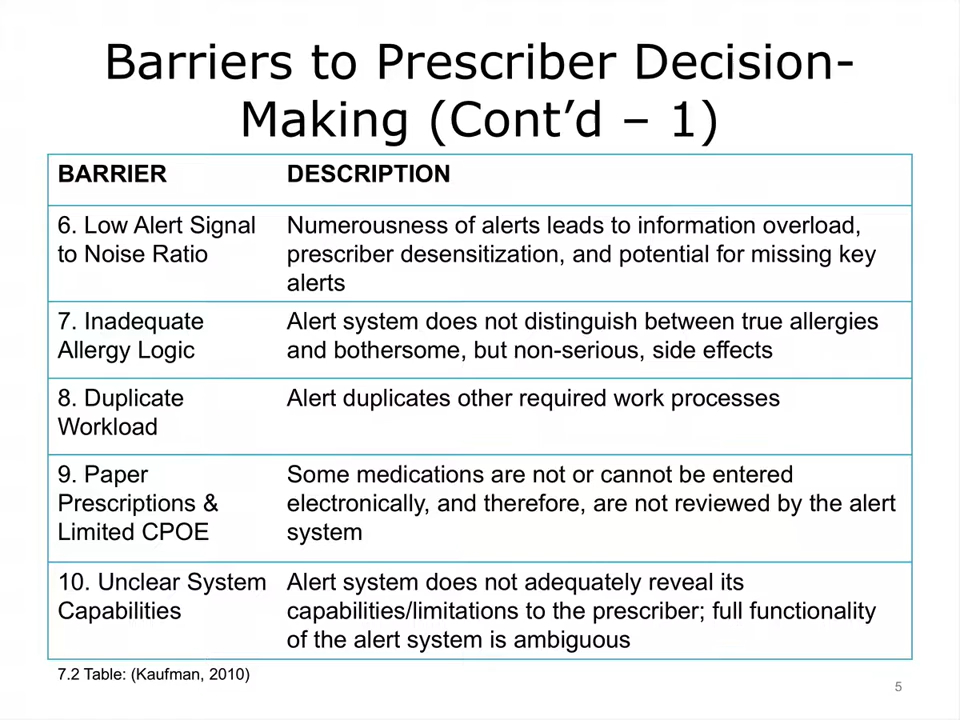 Barriers to Prescriber Decision-
Making (Cont’d – 1)
BARRIER
DESCRIPTION
6. Low Alert Signal
to Noise Ratio
Numerousness of alerts leads to information overload,
prescriber desensitization, and potential for missing key
alerts
7. Inadequate
Allergy Logic
Alert system does not distinguish between true allergies
and bothersome, but non-serious, side effects
8. Duplicate
Workload
Alert duplicates other required work processes
9. Paper
Prescriptions &
Limited CPOE
Some medications are not or cannot be entered
electronically, and therefore, are not reviewed by the alert
system
10. Unclear System
Capabilities
Alert system does not adequately reveal its
capabilities/limitations to the prescriber; full functionality
of the alert system is ambiguous
7.2 Table: (Kaufman, 2010)
5